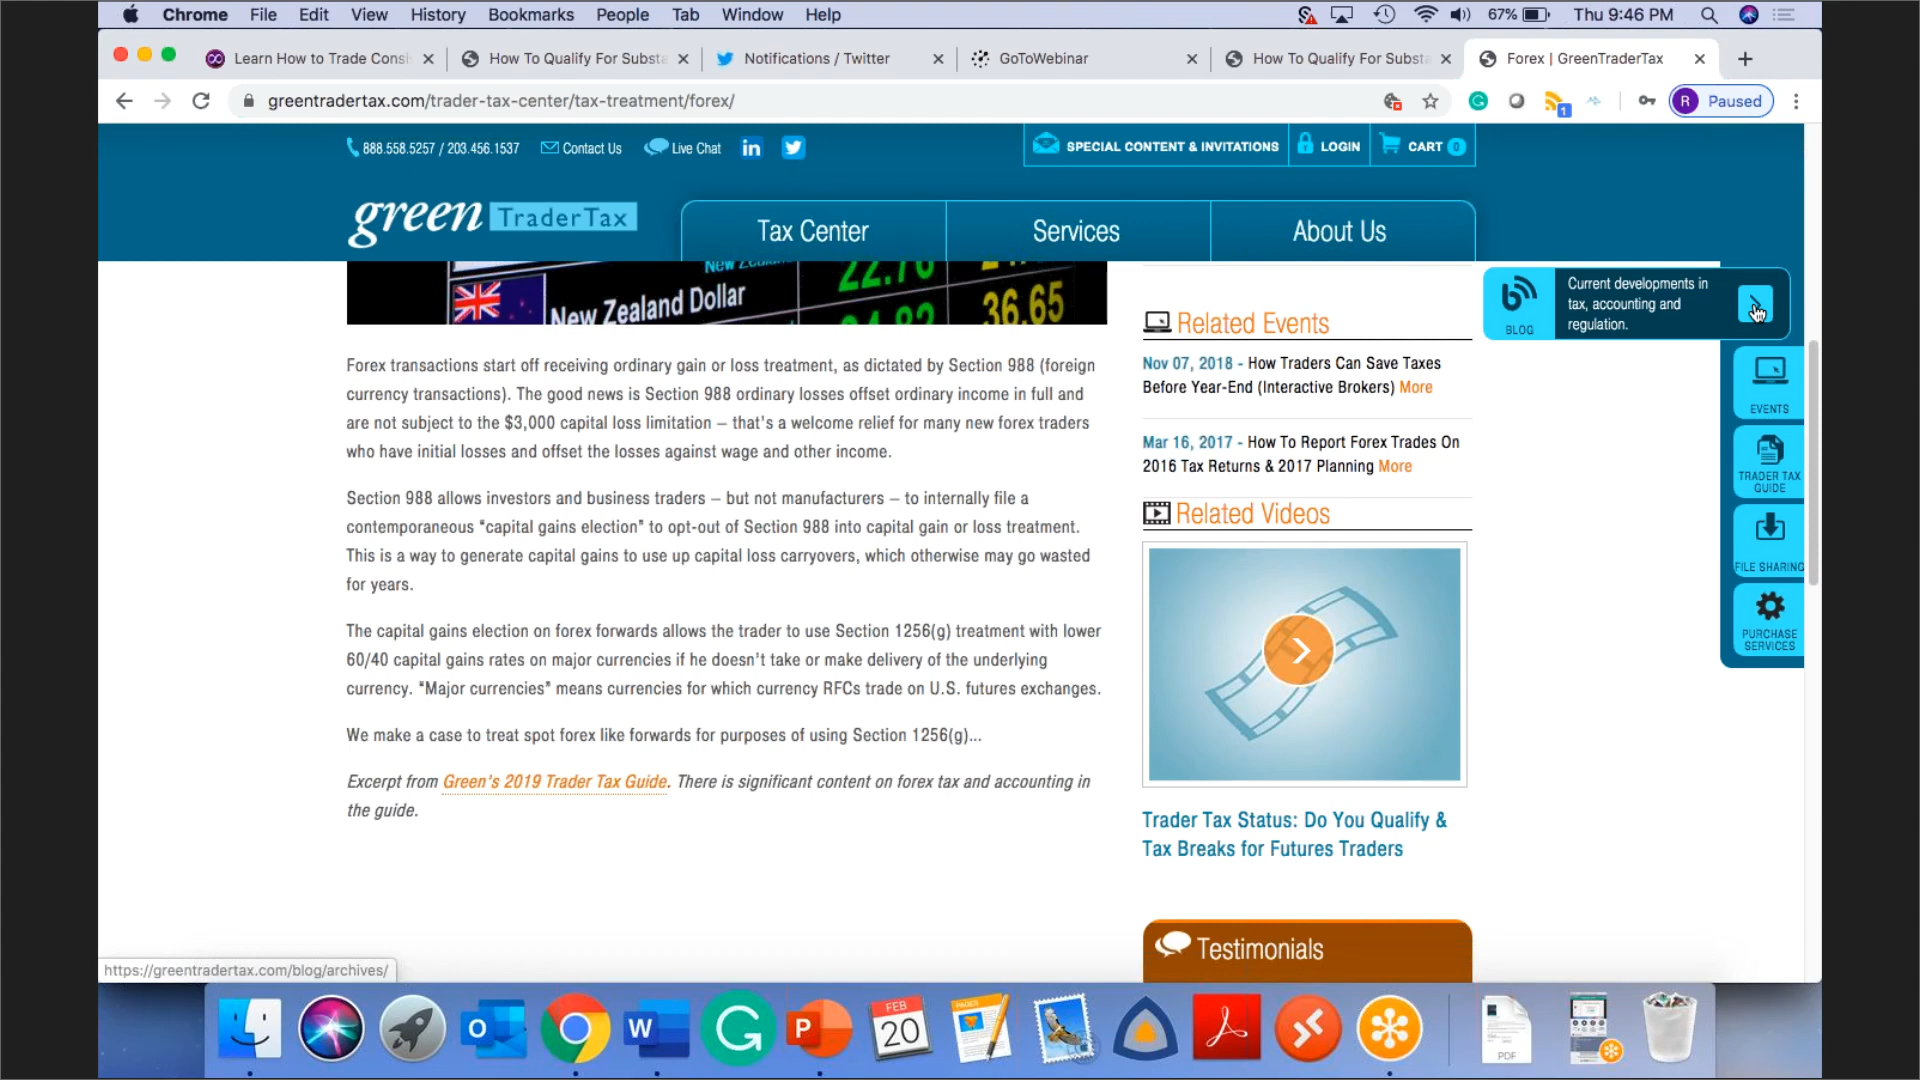 Chrome File Edit View History Bookmarks People Tab Window Help 67% Thu 9:46 PM
Learn How to Trade Consi How To Qualify For Substa Notifications / Twitter GoToWebinar How To Qualify For Substa Forex | GreenTraderTax
greentradertax.com/trader-tax-center/tax-treatment/forex/ 1 R Paused
888.558.5257 / 203.456.1537 Contact Us Live Chat in SPECIAL CONTENT & INVITATIONS LOGIN CART 0
green TraderTax
Tax Center Services About Us
New Zealand Dollar 36.65
Forex transactions start off receiving ordinary gain or loss treatment, as dictated by Section 988 (foreign
currency transactions). The good news is Section 988 ordinary losses offset ordinary income in full and
are not subject to the $3,000 capital loss limitation – that's a welcome relief for many new forex traders
who have initial losses and offset the losses against wage and other income.
Section 988 allows investors and business traders – but not manufacturers – to internally file a
contemporaneous “capital gains election” to opt-out of Section 988 into capital gain or loss treatment.
This is a way to generate capital gains to use up capital loss carryovers, which otherwise may go wasted
for years.
The capital gains election on forex forwards allows the trader to use Section 1256(g) treatment with lower
60/40 capital gains rates on major currencies if he doesn't take or make delivery of the underlying
currency. “Major currencies” means currencies for which currency RFCs trade on U.S. futures exchanges.
We make a case to treat spot forex like forwards for purposes of using Section 1256(g)...
Excerpt from Green's 2019 Trader Tax Guide. There is significant content on forex tax and accounting in
the guide.
Related Events
Nov 07, 2018 - How Traders Can Save Taxes
Before Year-End (Interactive Brokers) More
Mar 16, 2017 - How To Report Forex Trades On
2016 Tax Returns & 2017 Planning More
Related Videos
Trader Tax Status: Do You Qualify &
Tax Breaks for Futures Traders
Testimonials
BLOG
Current developments in
tax, accounting and
regulation.
EVENTS
TRADER TAX
GUIDE
FILE SHARING
PURCHASE
SERVICES
https://greentradertax.com/blog/archives/
FEB
20
PAGES
PDF